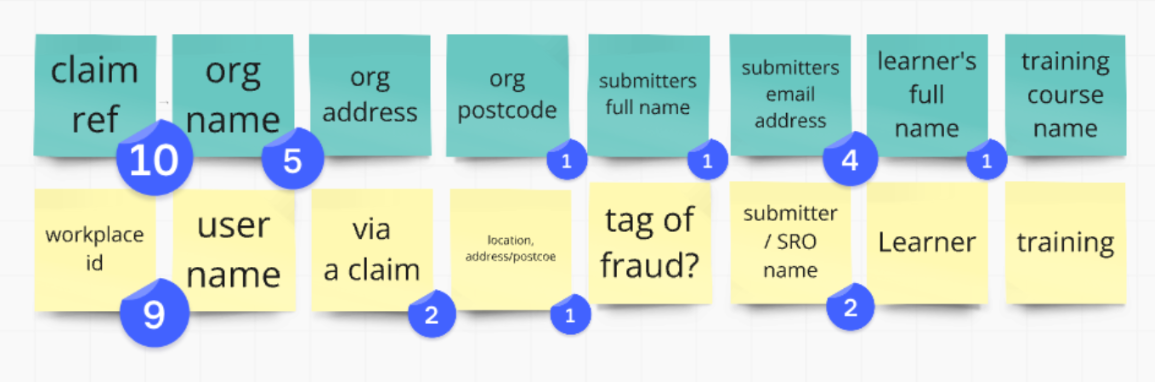 claim
ref
10
org
name
5
org
address
org
postcode
1
submitters
full name
1
submitters
email
address
4
learner's
full
name
1
training
course
name
workplace
id
9
user
name
via
a claim
2
location,
address/postcoe
1
tag of
fraud?
submitter
/ SRO
name
2
Learner
training